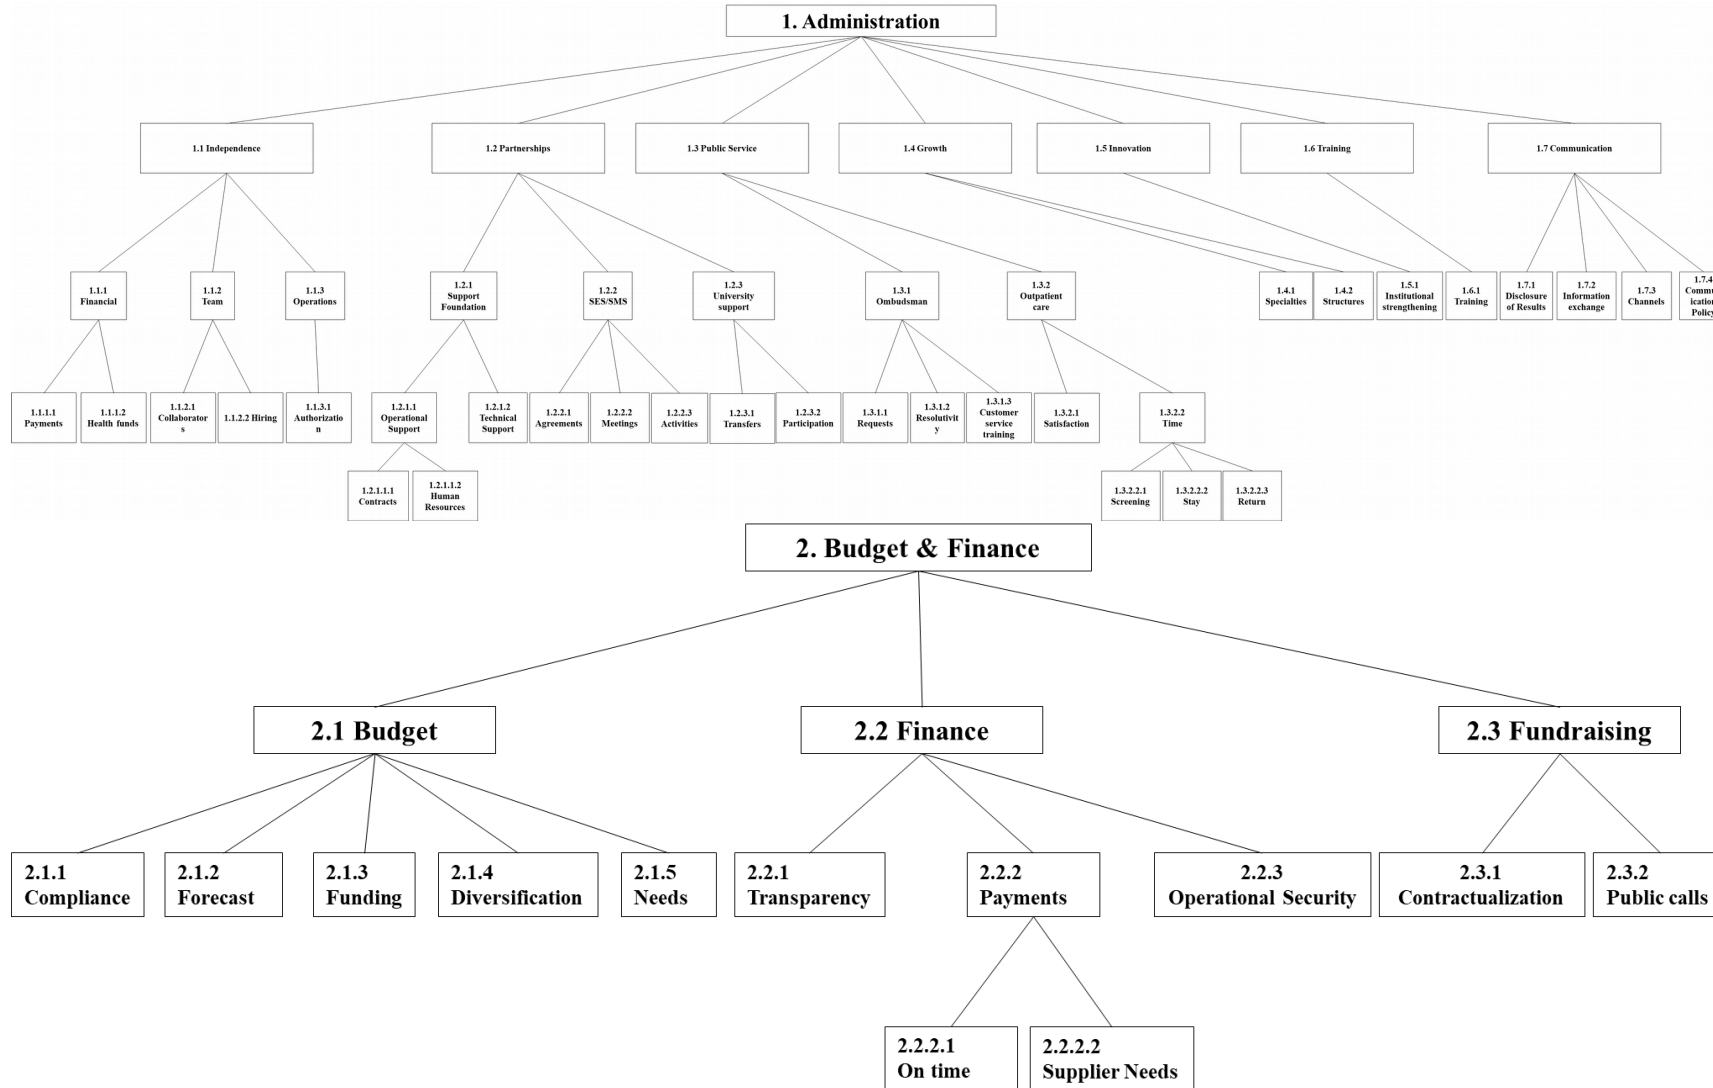 1. Administration
1.1 Independence
1.2 Partnerships
1.3 Public Service
1.4 Growth
1.5 Innovation
1.6 Training
1.7 Communication
1.1.1
Financial
1.1.2
Team
1.1.3
Operations
1.2.1
Support
Foundation
1.2.2
SES/SMS
1.2.3
University
support
1.3.1
Ombudsman
1.3.2
Outpatient
care
1.4.1
Specialties
1.4.2
Structures
1.5.1
Institutional
strengthening
1.6.1
Training
1.7.1
Disclosure
of Results
1.7.2
Information
exchange
1.7.3
Channels
1.7.4
Commun
ication
Policy
1.1.1.1
Payments
1.1.1.2
Health funds
1.1.2.1
Collaborator
s
1.1.2.2 Hiring
1.1.3.1
Authorizatio
n
1.2.1.1
Operational
Support
1.2.1.2
Technical
Support
1.2.2.1
Agreements
1.2.2.2
Meetings
1.2.2.3
Activities
1.2.3.1
Transfers
1.2.3.2
Participation
1.3.1.1
Requests
1.3.1.2
Resolutivit
y
1.3.1.3
Customer
service
training
1.3.2.1
Satisfaction
1.3.2.2
Time
1.2.1.1.1
Contracts
1.2.1.1.2
Human
Resources
1.3.2.2.1
Screening
1.3.2.2.2
Stay
1.3.2.2.3
Return
2. Budget & Finance
2.1 Budget
2.2 Finance
2.3 Fundraising
2.1.1
Compliance
2.1.2
Forecast
2.1.3
Funding
2.1.4
Diversification
2.1.5
Needs
2.2.1
Transparency
2.2.2
Payments
2.2.3
Operational Security
2.3.1
Contractualization
2.3.2
Public calls
2.2.2.1
On time
2.2.2.2
Supplier Needs